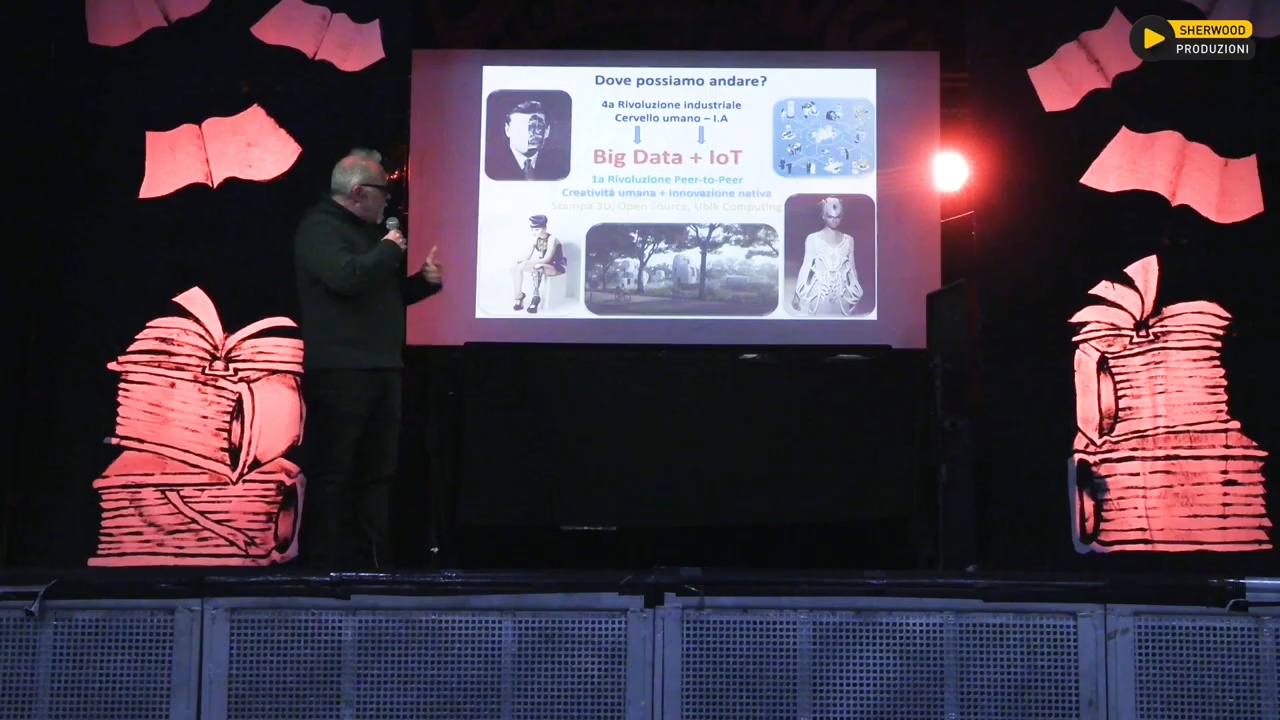 SHERWOOD
PRODUZIONI
Dove possiamo andare?
4a Rivoluzione industriale
Cervello umano – I.A
Big Data + IoT
1a Rivoluzione Peer-to-Peer
Creatività umana + Innovazione nativa
Stampa 3D, Open Source, Ubik Computing